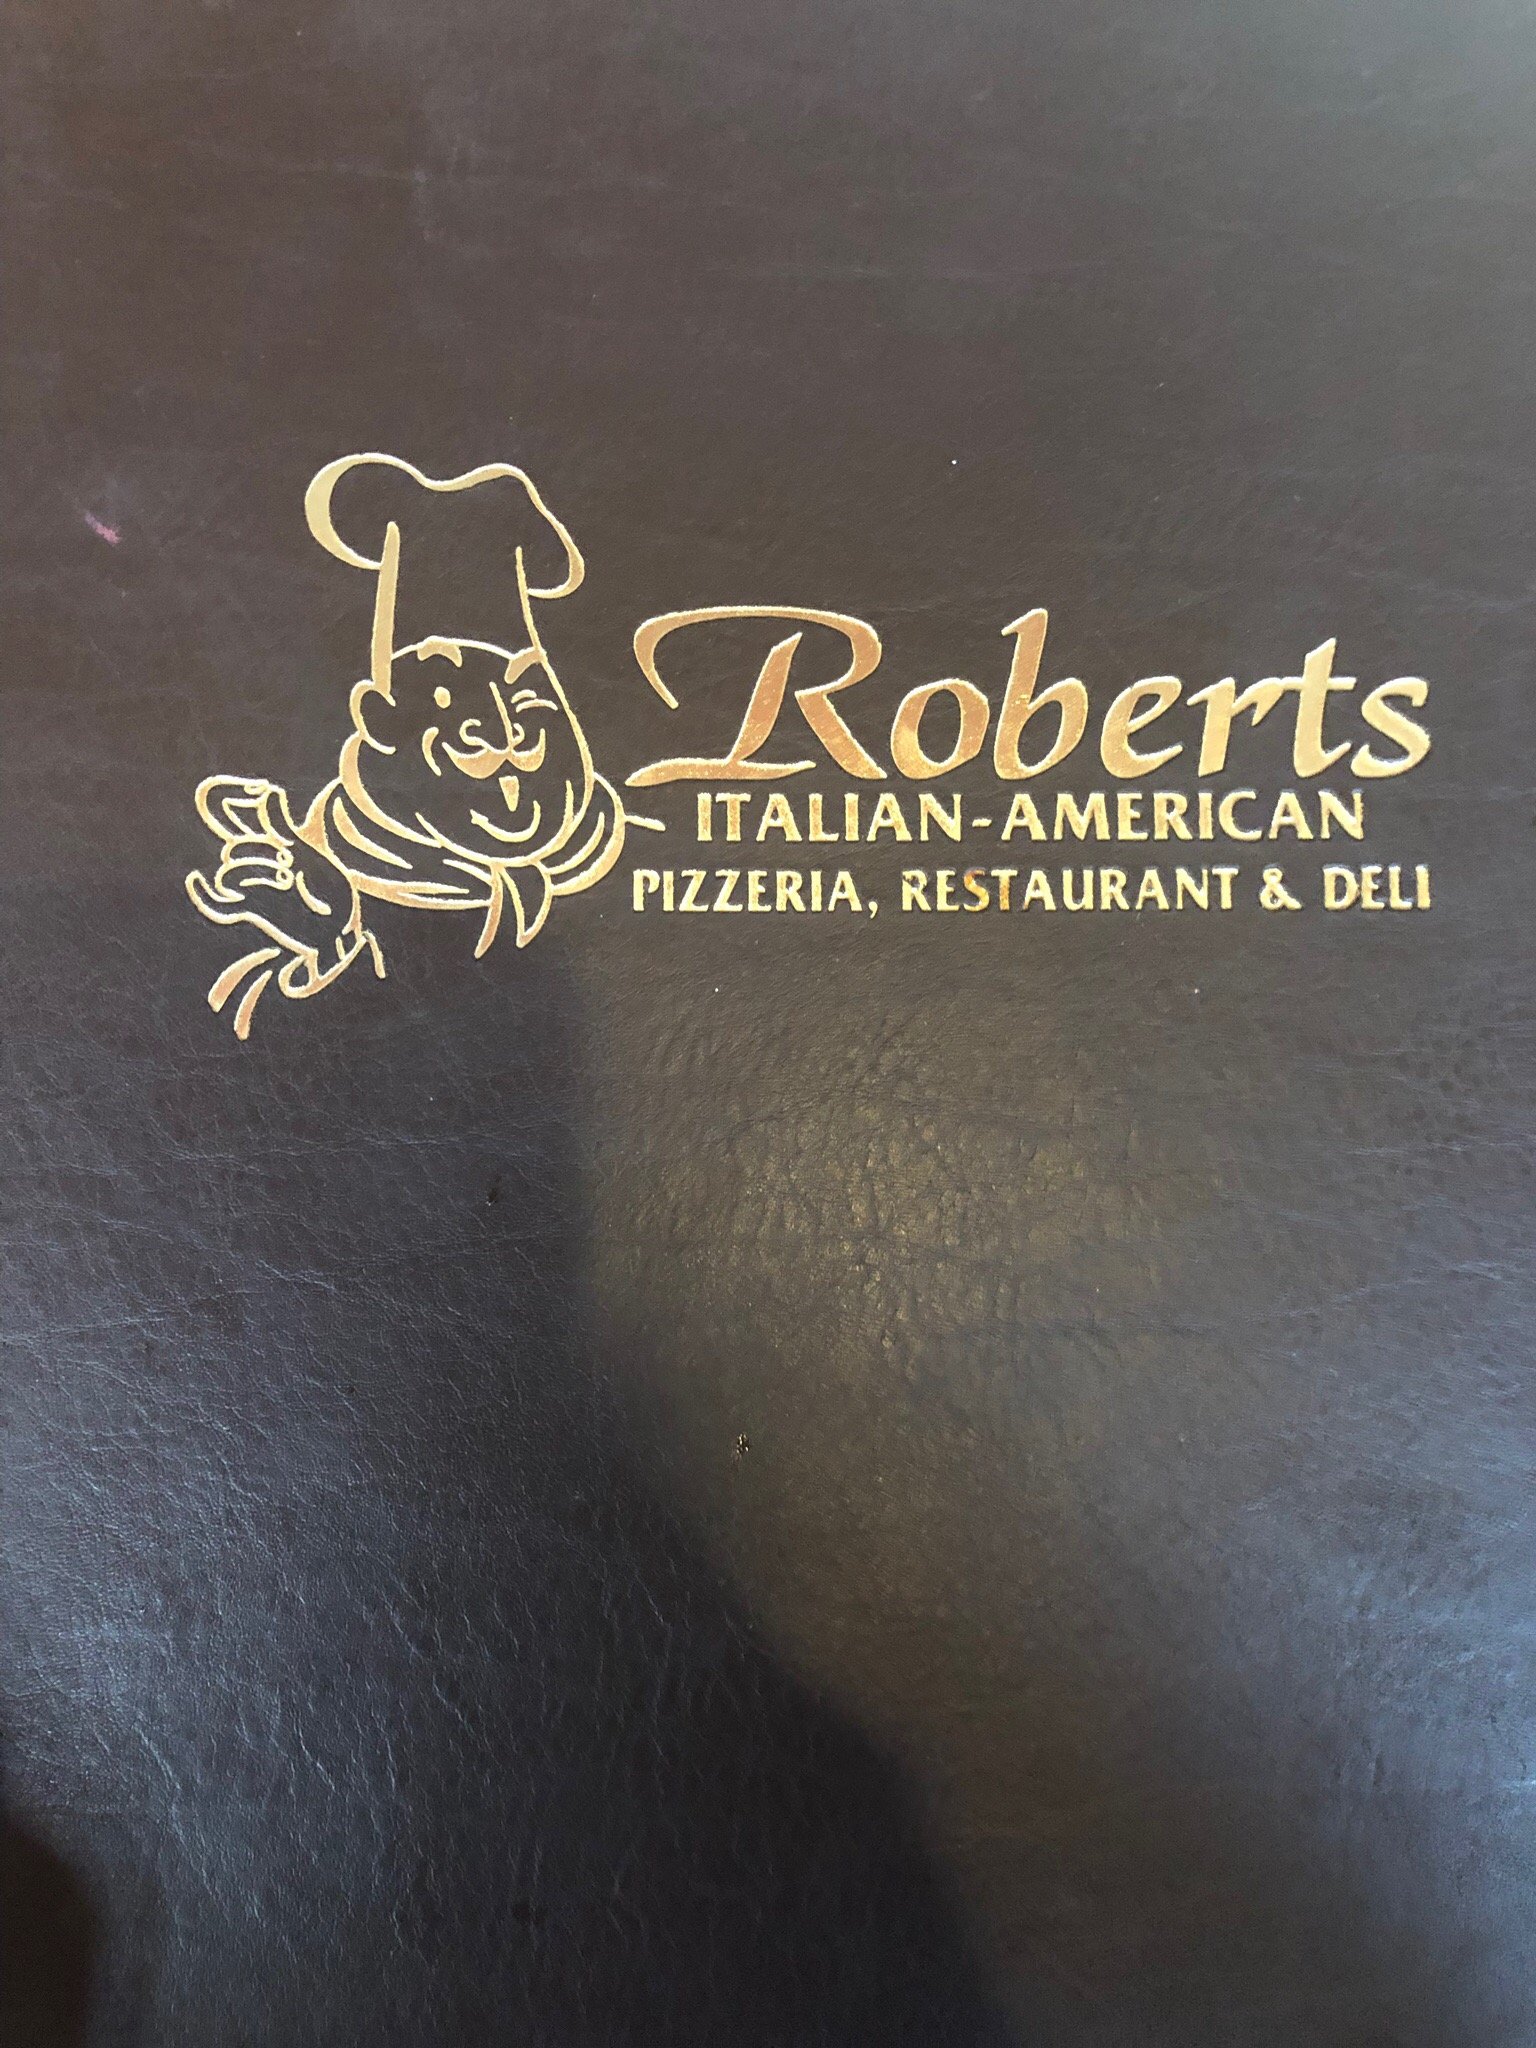 Roberts
ITALIAN-AMERICAN
PIZZERIA, RESTAURANT & DELI